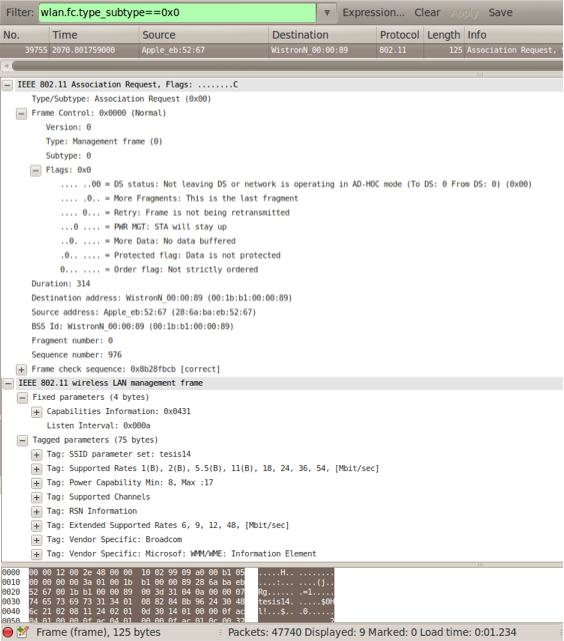 Filter: wlan.fc.type_subtype==0x0 Expression... Clear Apply Save
No. Time Source Destination Protocol Length Info
39755 2070.801759000 Apple_eb:52:67 WistronN_00:00:89 802.11 125 Association Request, S
IEEE 802.11 Association Request, Flags: ........C
Type/Subtype: Association Request (0x00)
Frame Control: 0x0000 (Normal)
Version: 0
Type: Management frame (0)
Subtype: 0
Flags: 0x0
.... ..00 = DS status: Not leaving DS or network is operating in AD-HOC mode (To DS: 0 From DS: 0) (0x00)
.... .0.. = More Fragments: This is the last fragment
.... 0... = Retry: Frame is not being retransmitted
...0 .... = PWR MGT: STA will stay up
..0. .... = More Data: No data buffered
.0.. .... = Protected flag: Data is not protected
0... .... = Order flag: Not strictly ordered
Duration: 314
Destination address: WistronN_00:00:89 (00:1b:b1:00:00:89)
Source address: Apple_eb:52:67 (28:6a:ba:eb:52:67)
BSS Id: WistronN_00:00:89 (00:1b:b1:00:00:89)
Fragment number: 0
Sequence number: 976
Frame check sequence: 0x8b28fbcb [correct]
IEEE 802.11 wireless LAN management frame
Fixed parameters (4 bytes)
Capabilities Information: 0x0431
Listen Interval: 0x000a
Tagged parameters (75 bytes)
Tag: SSID parameter set: tesis14
Tag: Supported Rates 1(B), 2(B), 5.5(B), 11(B), 18, 24, 36, 54, [Mbit/sec]
Tag: Power Capability Min: 8, Max :17
Tag: Supported Channels
Tag: RSN Information
Tag: Extended Supported Rates 6, 9, 12, 48, [Mbit/sec]
Tag: Vendor Specific: Broadcom
Tag: Vendor Specific: Microsof: WMM/WME: Information Element
0000 00 00 12 00 2e 48 00 00 10 02 99 09 a0 00 b1 05 .....H.. ........
0010 00 00 00 00 3a 01 00 1b b1 00 00 89 28 6a ba eb ....:... ....(j..
0020 52 67 00 1b b1 00 00 89 00 3d 31 04 0a 00 00 07 Rg...... .=1.....
0030 74 65 73 69 73 31 34 01 08 82 84 8b 96 24 30 48 tesis14. .....$0H
0040 6c 21 02 08 11 24 02 01 0d 30 14 01 00 00 0f ac l!...$.. .0......
0050 04 01 00 00 0f ac 04 01 00 00 0f ac 01 0c 00 32
Frame (frame), 125 bytes Packets: 47740 Displayed: 9 Marked: 0 Load time: 0:01.234